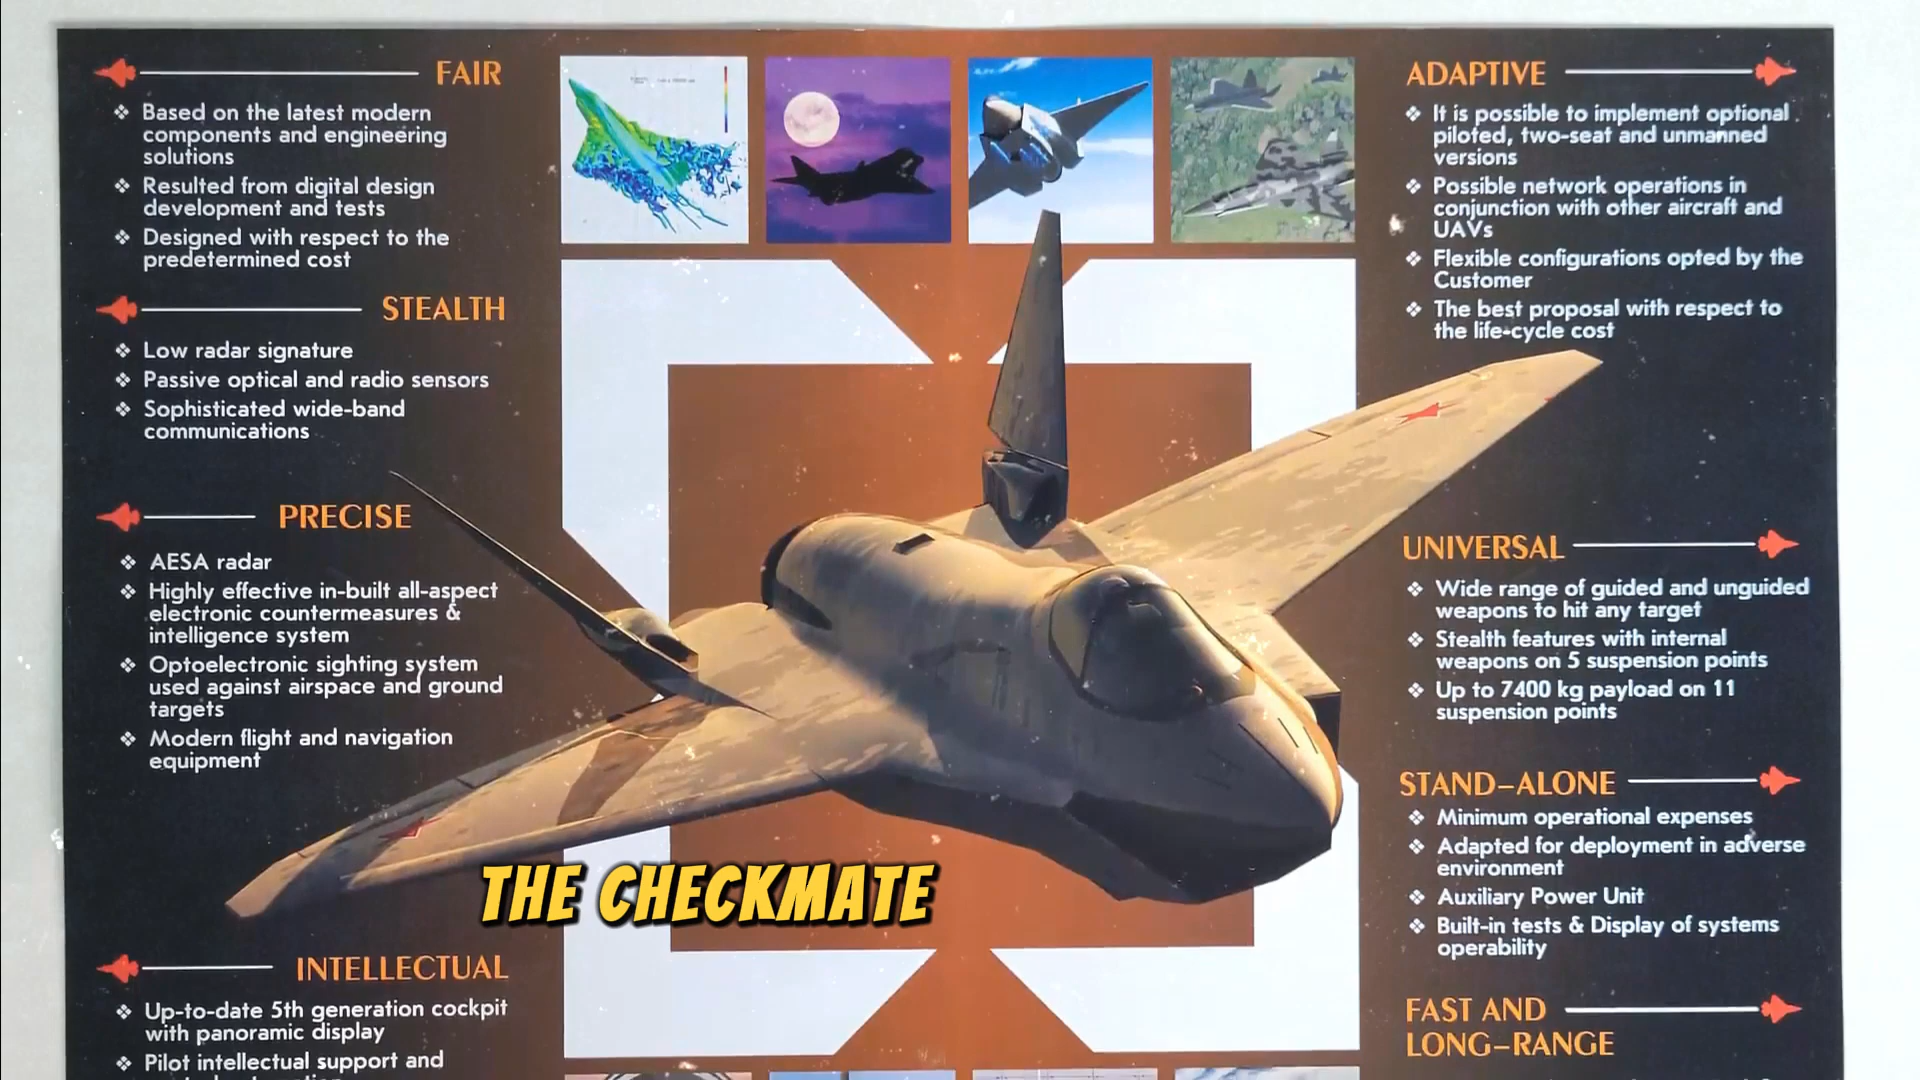 FAIR
Based on the latest modern
components and engineering
solutions
Resulted from digital design
development and tests
Designed with respect to the
predetermined cost
STEALTH
Low radar signature
Passive optical and radio sensors
Sophisticated wide-band
communications
PRECISE
AESA radar
Highly effective in-built all-aspect
electronic countermeasures &
intelligence system
Optoelectronic sighting system
used against airspace and ground
targets
Modern flight and navigation
equipment
INTELLECTUAL
Up-to-date 5th generation cockpit
with panoramic display
Pilot intellectual support and
THE CHECKMATE
ADAPTIVE
It is possible to implement optional
piloted, two-seat and unmanned
versions
Possible network operations in
conjunction with other aircraft and
UAVs
Flexible configurations opted by the
Customer
The best proposal with respect to
the life-cycle cost
UNIVERSAL
Wide range of guided and unguided
weapons to hit any target
Stealth features with internal
weapons on 5 suspension points
Up to 7400 kg payload on 11
suspension points
STAND-ALONE
Minimum operational expenses
Adapted for deployment in adverse
environment
Auxiliary Power Unit
Built-in tests & Display of systems
operability
FAST AND
LONG-RANGE